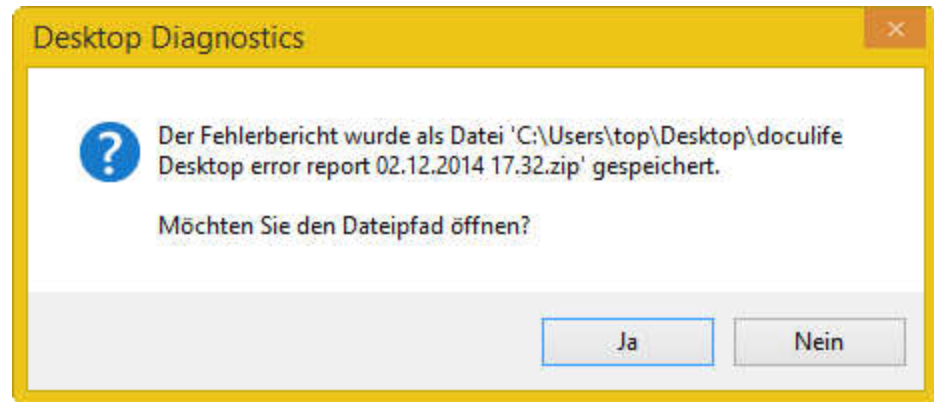 Desktop Diagnostics
Der Fehlerbericht wurde als Datei 'C:\Users\top\Desktop\doculife
Desktop error report 02.12.2014 17.32.zip' gespeichert.
Möchten Sie den Dateipfad öffnen?
Ja
Nein